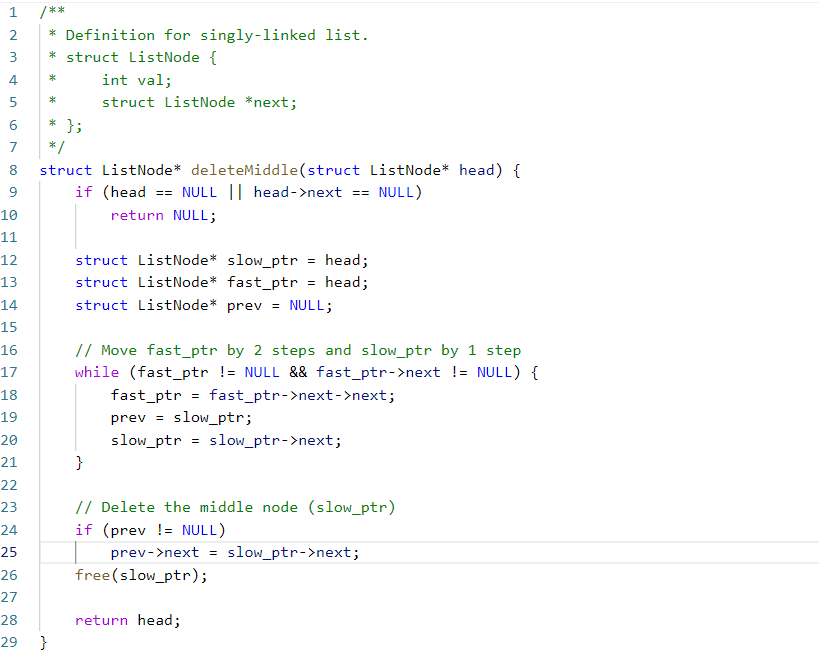 1 /**
2  * Definition for singly-linked list.
3  * struct ListNode {
4  *     int val;
5  *     struct ListNode *next;
6  * };
7  */
8 struct ListNode* deleteMiddle(struct ListNode* head) {
9     if (head == NULL || head->next == NULL)
10         return NULL;
11
12     struct ListNode* slow_ptr = head;
13     struct ListNode* fast_ptr = head;
14     struct ListNode* prev = NULL;
15
16     // Move fast_ptr by 2 steps and slow_ptr by 1 step
17     while (fast_ptr != NULL && fast_ptr->next != NULL) {
18         fast_ptr = fast_ptr->next->next;
19         prev = slow_ptr;
20         slow_ptr = slow_ptr->next;
21     }
22
23     // Delete the middle node (slow_ptr)
24     if (prev != NULL)
25         prev->next = slow_ptr->next;
26     free(slow_ptr);
27
28     return head;
29 }